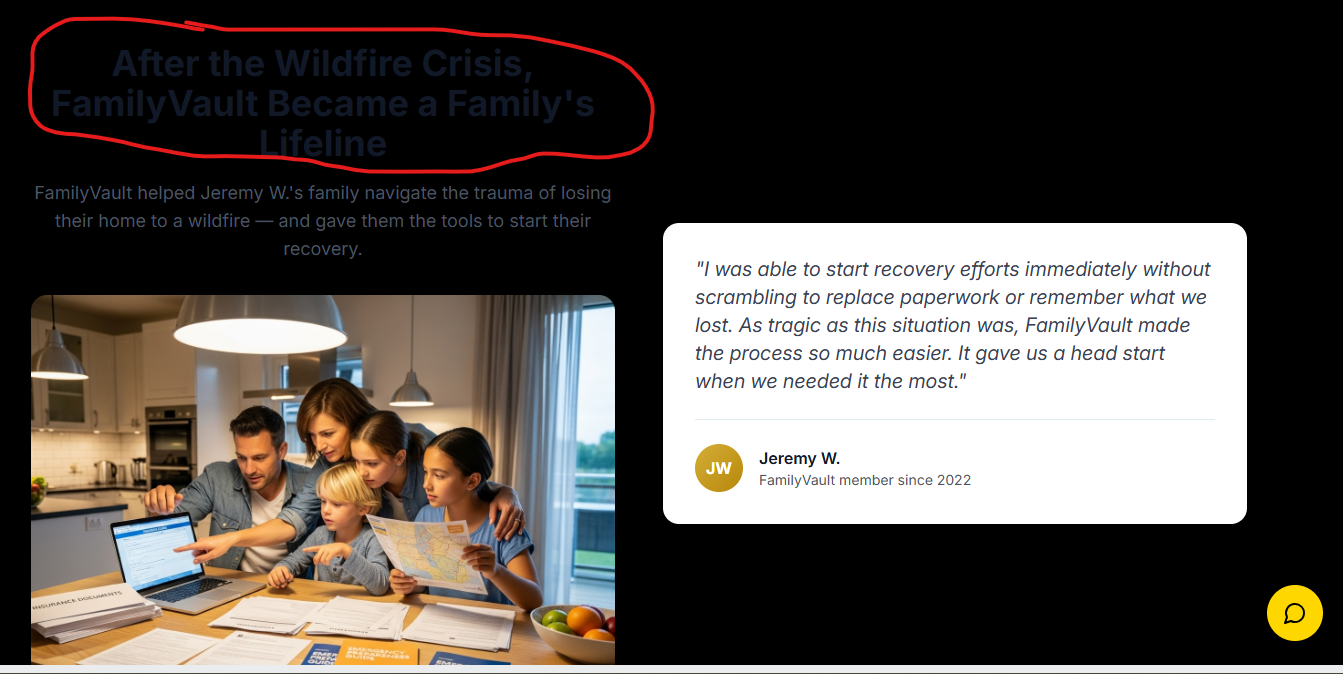 After the Wildfire Crisis,
FamilyVault Became a Family's
Lifeline
FamilyVault helped Jeremy W.'s family navigate the trauma of losing
their home to a wildfire — and gave them the tools to start their
recovery.
"I was able to start recovery efforts immediately without
scrambling to replace paperwork or remember what we
lost. As tragic as this situation was, FamilyVault made
the process so much easier. It gave us a head start
when we needed it the most."
JW
Jeremy W.
FamilyVault member since 2022
INSURANCE DOCUMENTS
EMERGENCY
PREPAREDNESS
GUIDE